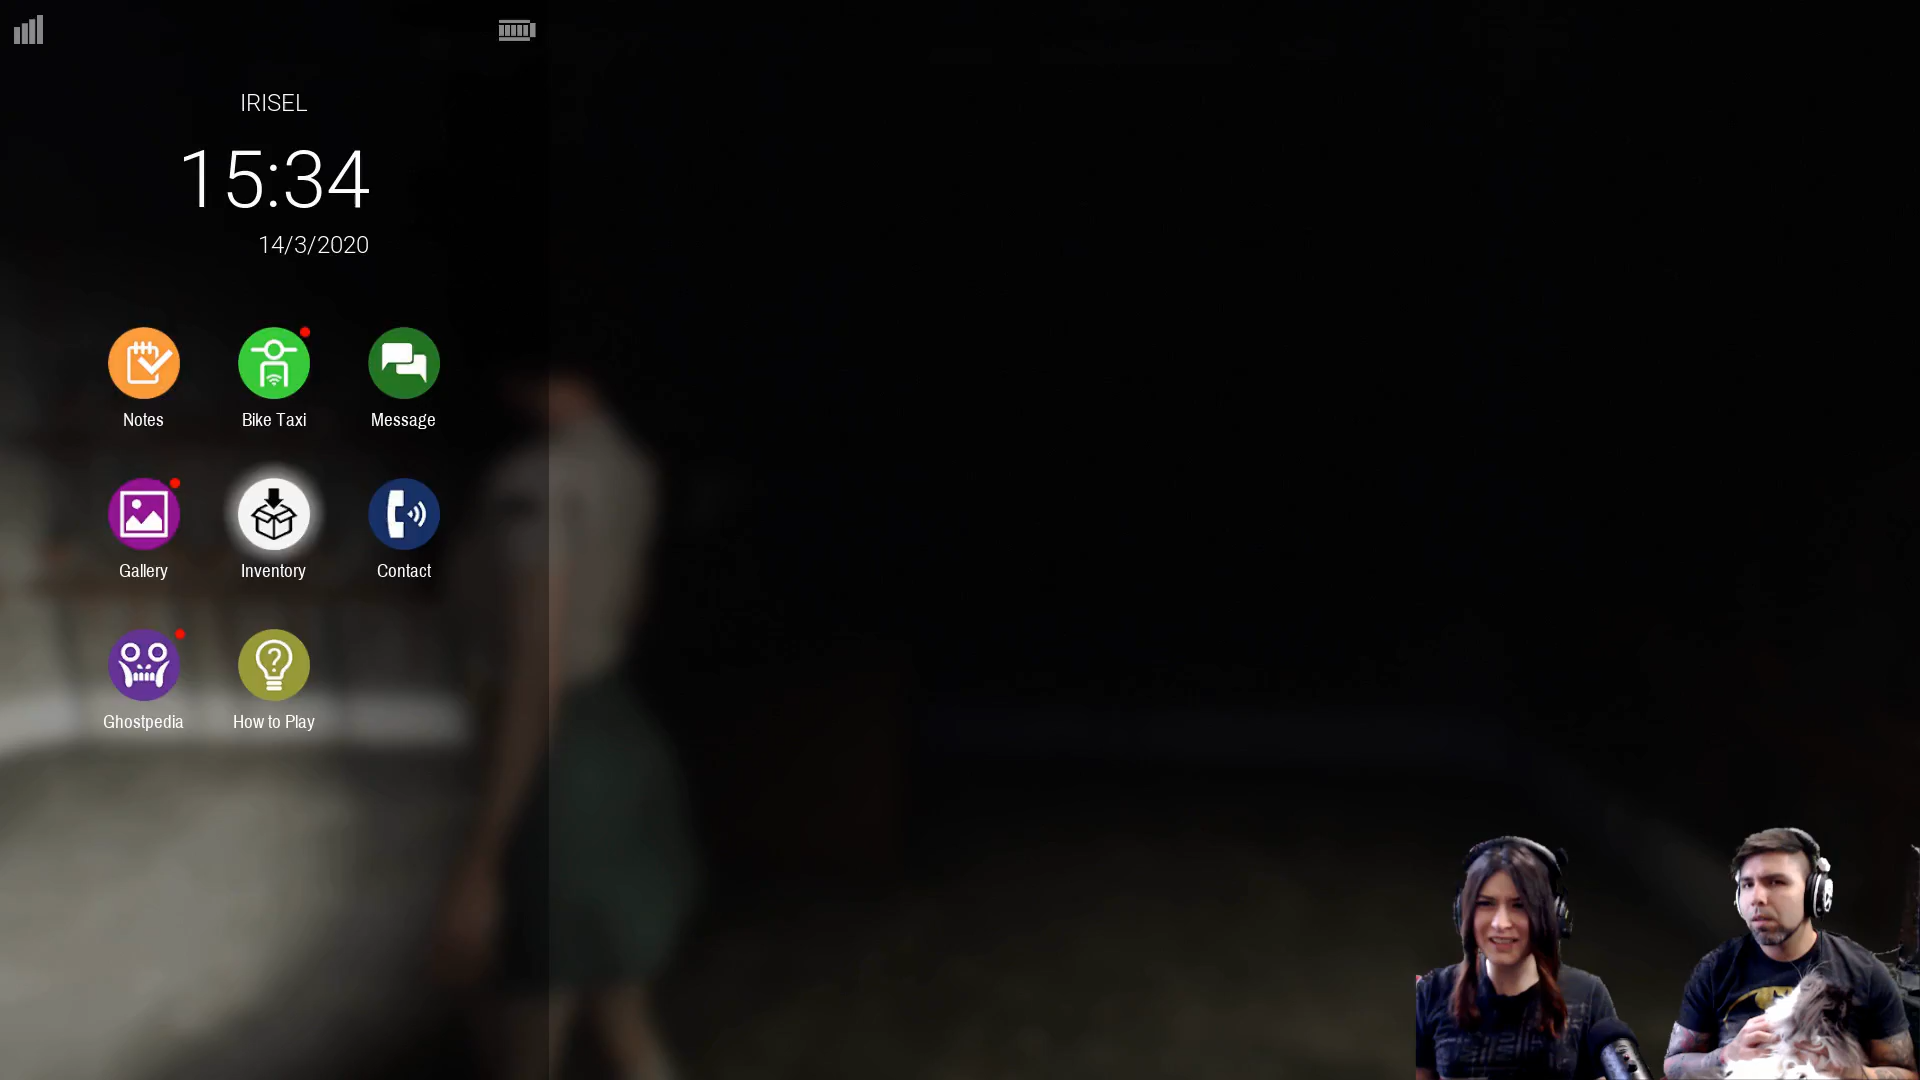 IRISEL
15:34
14/3/2020
Notes
Bike Taxi
Message
Gallery
Inventory
Contact
Ghostpedia
How to Play